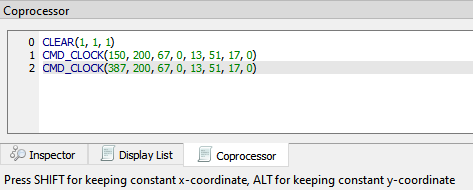 Coprocessor
0 CLEAR(1, 1, 1)
1 CMD_CLOCK(150, 200, 67, 0, 13, 51, 17, 0)
2 CMD_CLOCK(387, 200, 67, 0, 13, 51, 17, 0)
Inspector Display List Coprocessor
Press SHIFT for keeping constant x-coordinate, ALT for keeping constant y-coordinate